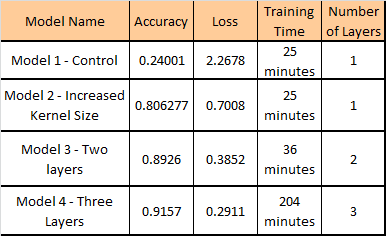 Model Name Accuracy Loss Training Time Number of Layers
Model 1 - Control 0.24001 2.2678 25 minutes 1
Model 2 - Increased Kernel Size 0.806277 0.7008 25 minutes 1
Model 3 - Two layers 0.8926 0.3852 36 minutes 2
Model 4 - Three Layers 0.9157 0.2911 204 minutes 3